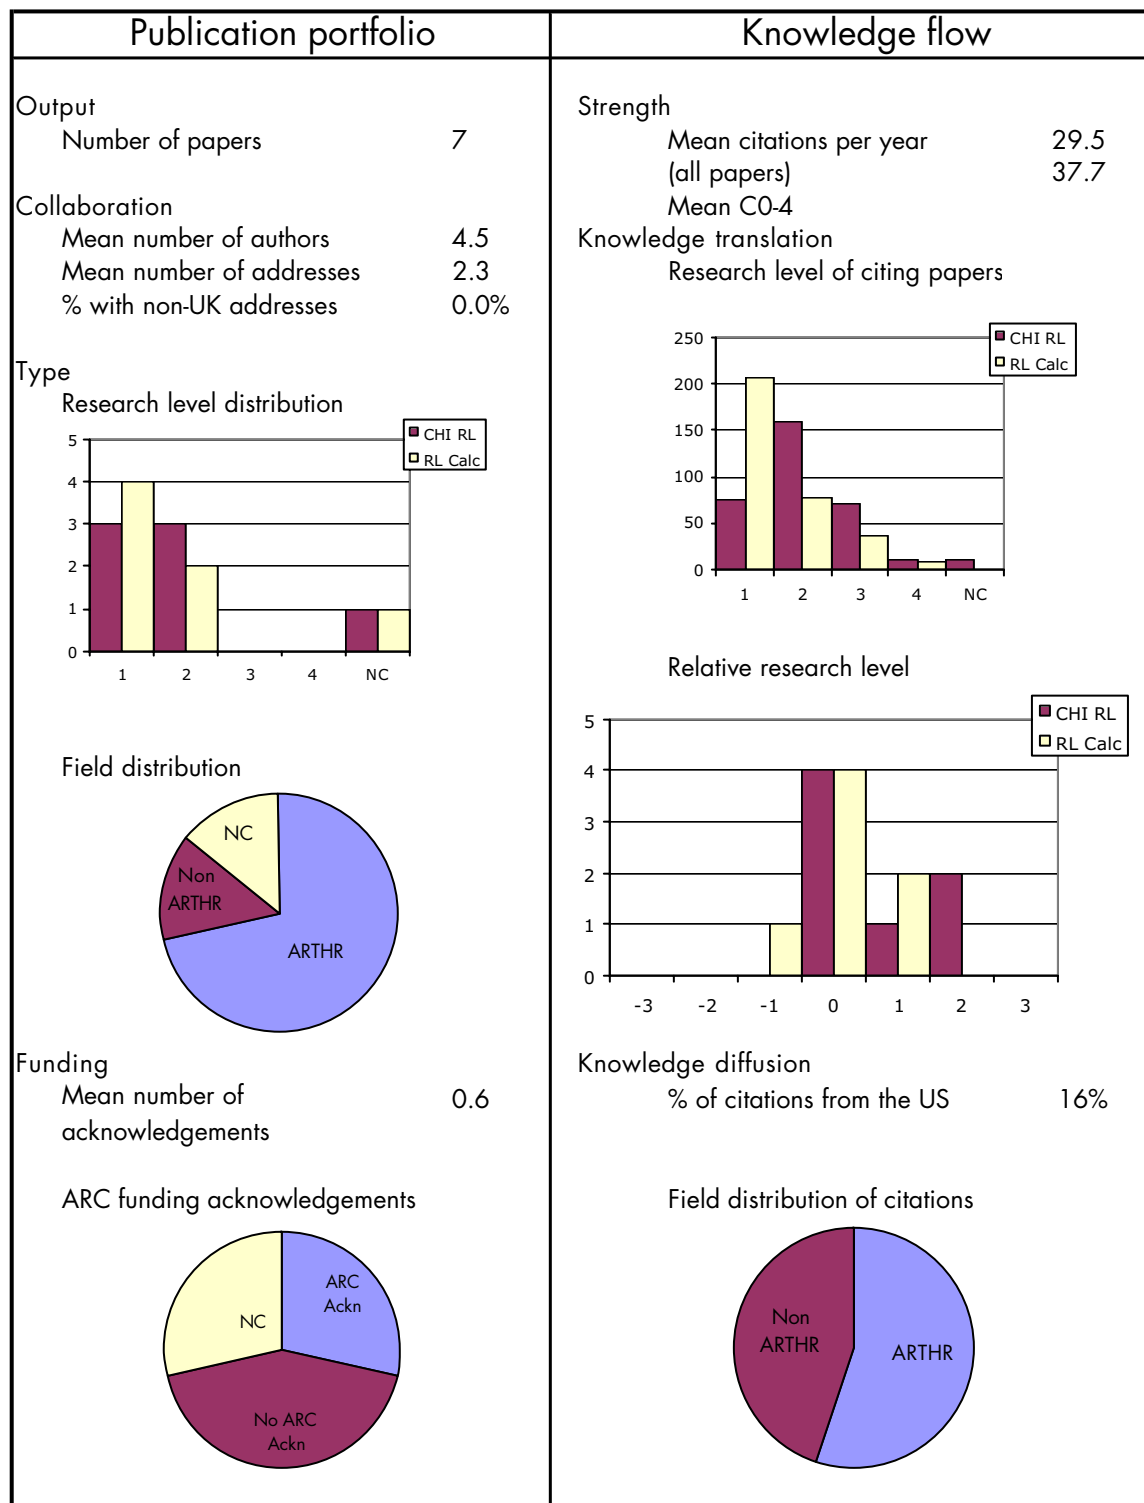 Publication portfolio
Output
Number of papers 7
Collaboration
Mean number of authors 4.5
Mean number of addresses 2.3
% with non-UK addresses 0.0%
Type
Research level distribution
CHI RL
RL Calc
5
4
3
2
1
0
1 2 3 4 NC
Field distribution
NC
Non
ARTHR
ARTHR
Funding
Mean number of 0.6
acknowledgements
ARC funding acknowledgements
ARC
Ackn
NC
No ARC
Ackn
Knowledge flow
Strength
Mean citations per year 29.5
(all papers) 37.7
Mean C0-4
Knowledge translation
Research level of citing papers
CHI RL
RL Calc
250
200
150
100
50
0
1 2 3 4 NC
Relative research level
CHI RL
RL Calc
5
4
3
2
1
0
-3 -2 -1 0 1 2 3
Knowledge diffusion
% of citations from the US 16%
Field distribution of citations
Non
ARTHR
ARTHR